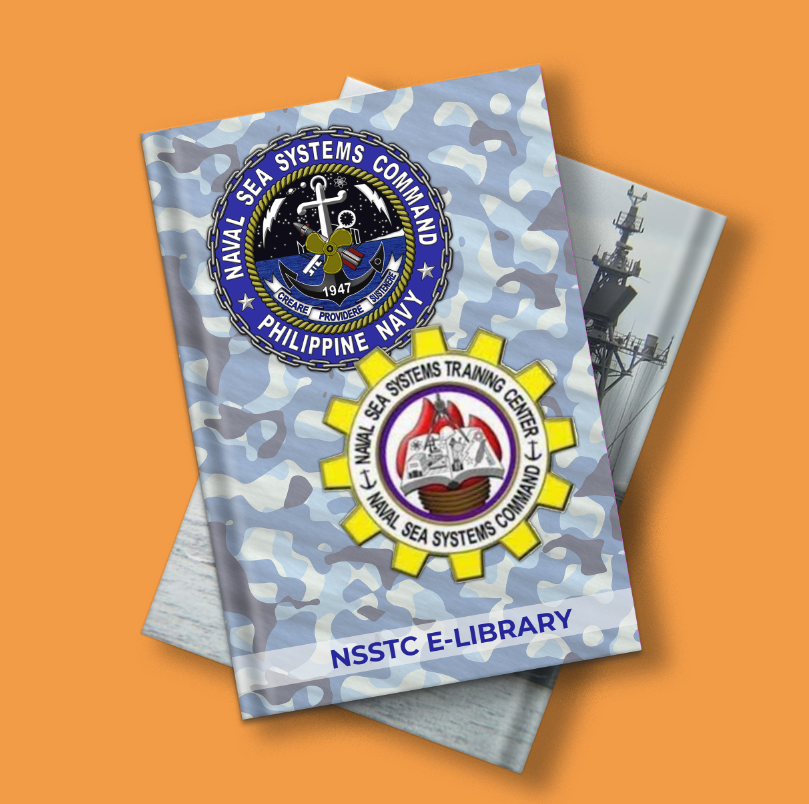 NAVAL SEA SYSTEMS COMMAND
1947
CREARE PROVIDERE SUSTENERE
PHILIPPINE NAVY
NAVAL SEA SYSTEMS TRAINING CENTER
NAVAL SEA SYSTEMS COMMAND
NSSTC E-LIBRARY